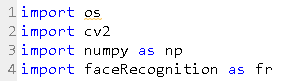 1 import os
2 import cv2
3 import numpy as np
4 import faceRecognition as fr